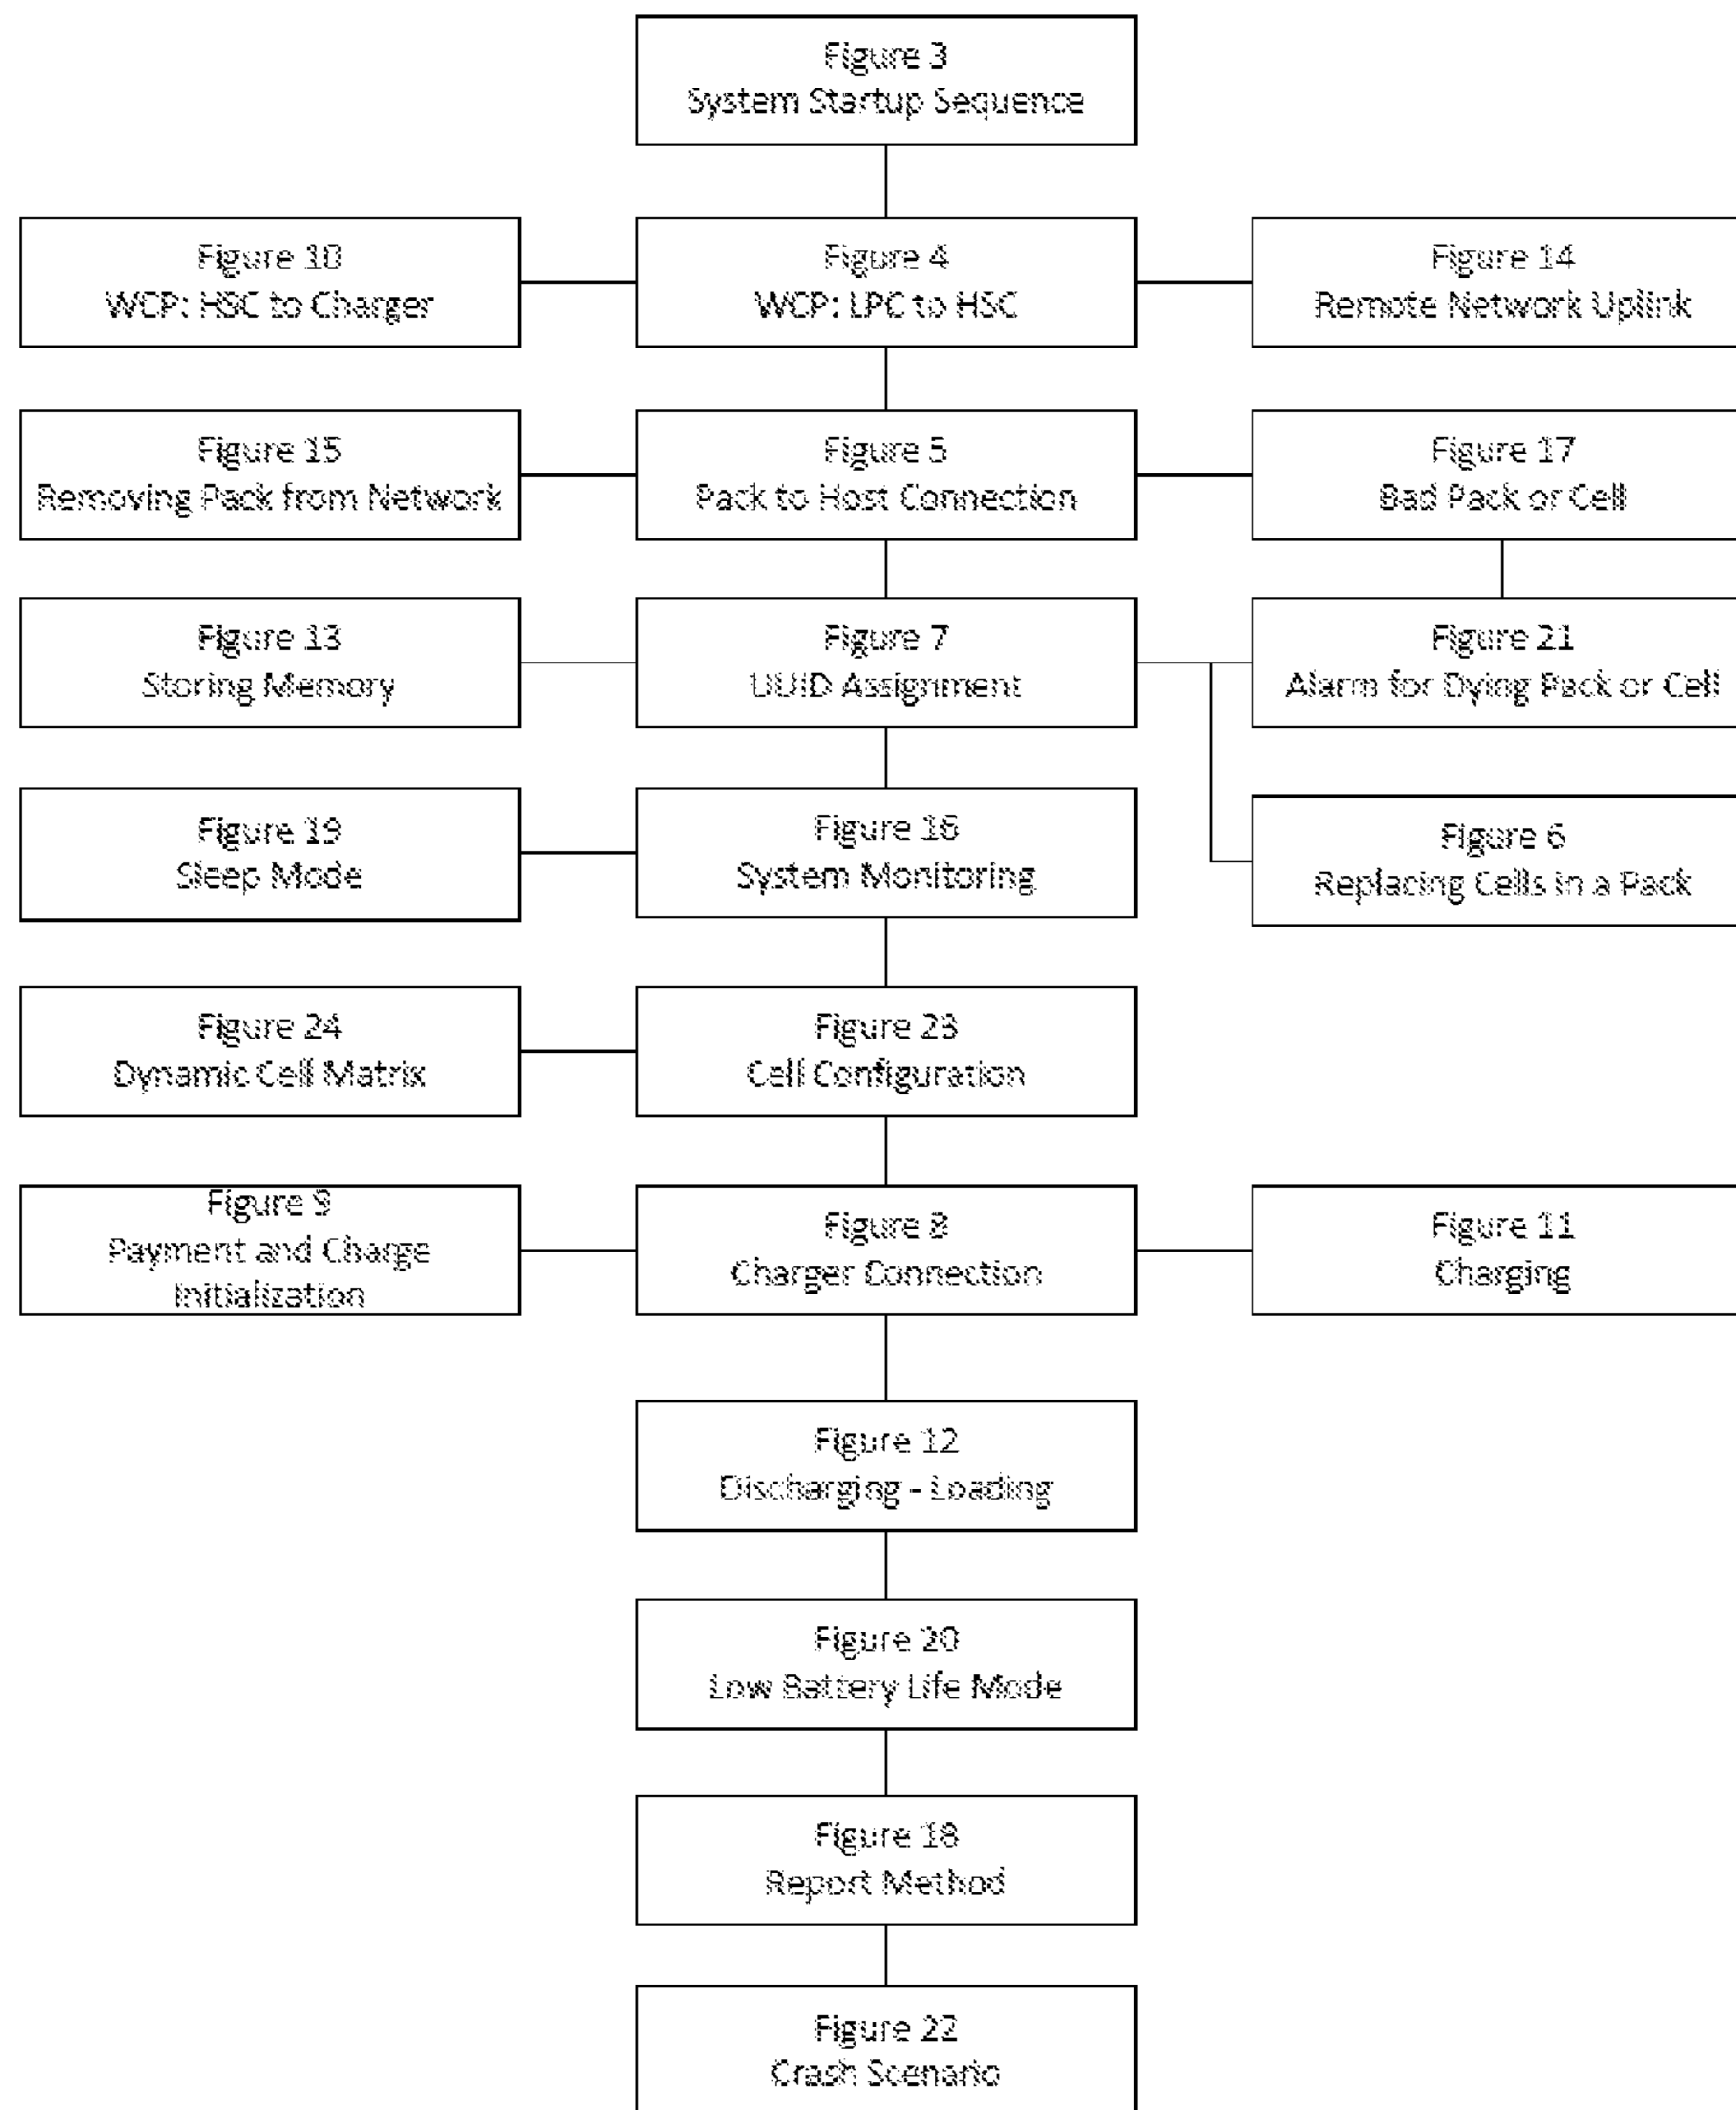 Figure 3
System Startup Sequence
Figure 10
WCP: HSC to Charger
Figure 4
WCP: LPC to HSC
Figure 14
Remote Network Uplink
Figure 15
Removing Pack from Network
Figure 5
Pack to Host Connection
Figure 17
Bad Pack or Cell
Figure 13
Storing Memory
Figure 7
UUID Assignment
Figure 21
Alarm for Dying Pack or Cell
Figure 19
Sleep Mode
Figure 16
System Monitoring
Figure 6
Replacing Cells in a Pack
Figure 24
Dynamic Cell Matrix
Figure 23
Cell Configuration
Figure 9
Payment and Charge
Initialization
Figure 8
Charger Connection
Figure 11
Charging
Figure 12
Discharging - Loading
Figure 20
Low Battery Life Mode
Figure 18
Report Method
Figure 22
Crash Scenario